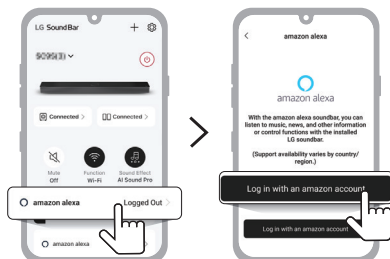 LG Sound Bar
Connected >
Connected >
Mute
Off
Function
Wi-Fi
Sound Effect
AI Sound Pro
amazon alexa
Logged Out >
amazon alexa
amazon alexa
amazon alexa
With the amazon alexa soundbar, you can
listen to music, news, and other information
or control functions with the installed
LG soundbar.
(Support availability varies by country/
region.)
Log in with an amazon account
Log in with an amazon account